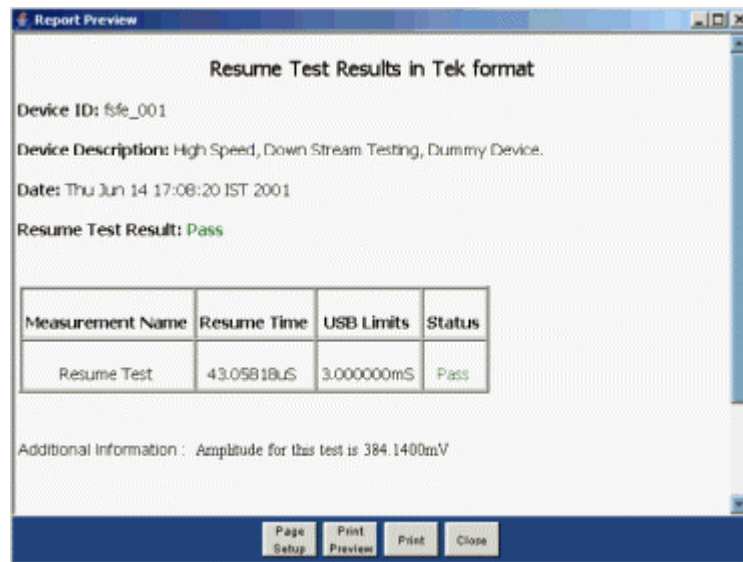 Report Preview
Resume Test Results in Tek format
Device ID: fsfe_001
Device Description: High Speed, Down Stream Testing, Dummy Device.
Date: Thu Jun 14 17:08:20 IST 2001
Resume Test Result: Pass
Measurement Name Resume Time USB Limits Status
Resume Test 43.05818uS 3.000000mS Pass
Additional Information : Amplitude for this test is 384.1400mV
Page Setup Print Preview Print Close